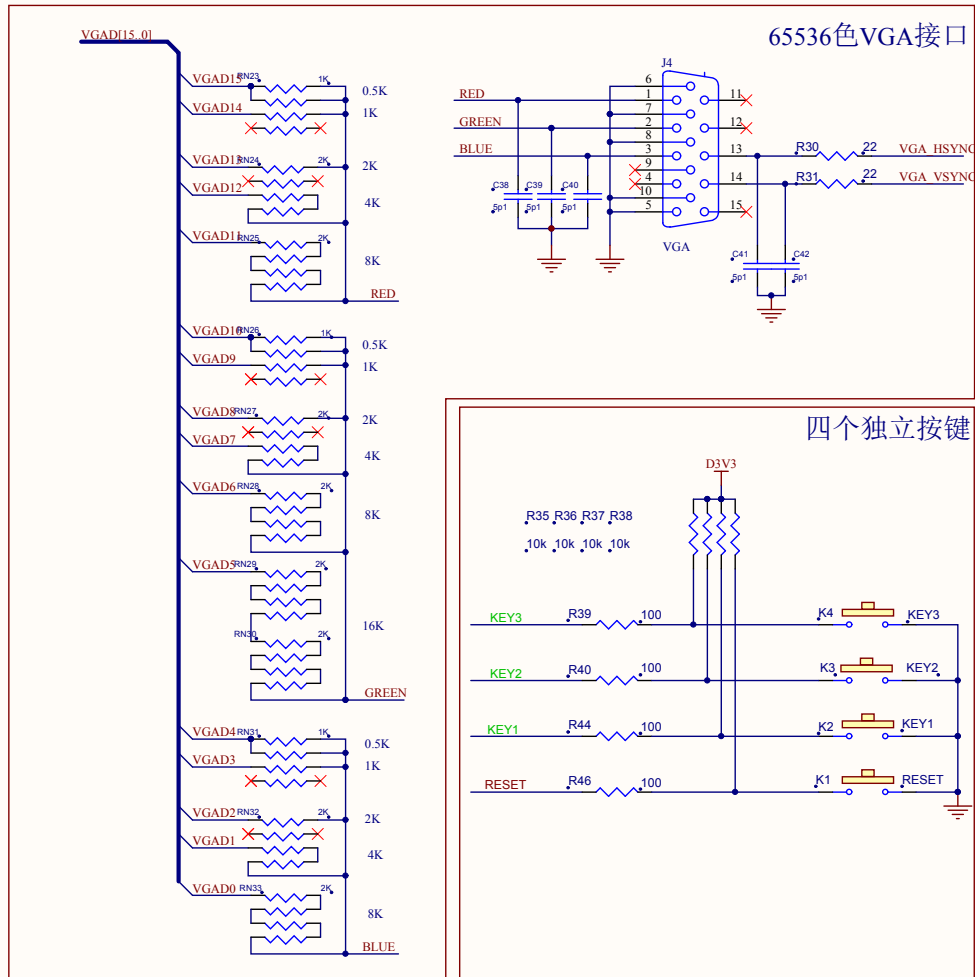 VGAD[15..0]
65536色VGA接口
VGAD15 RN23 1K
0.5K
VGAD14
1K
VGAD13 RN24 2K
2K
VGAD12
4K
VGAD11 RN25 2K
8K
RED
VGAD10 RN26 1K
0.5K
VGAD9
1K
VGAD8 RN27 2K
2K
VGAD7
4K
VGAD6 RN28 2K
8K
VGAD5 RN29 2K
16K
RN30 2K
GREEN
VGAD4 RN31 1K
0.5K
VGAD3
1K
VGAD2 RN32 2K
2K
VGAD1
4K
VGAD0 RN33 2K
8K
BLUE
J4
6
RED 1 11
7
GREEN 2 12
8
BLUE 3 13 R30 22 VGA_HSYNC
9
4 14 R31 22 VGA_VSYNC
10
5 15
C38 C39 C40
5p1 5p1 5p1
VGA
C41 C42
5p1 5p1
四个独立按键
D3V3
R35 R36 R37 R38
10k 10k 10k 10k
KEY3 R39 100 K4 KEY3
KEY2 R40 100 K3 KEY2
KEY1 R44 100 K2 KEY1
RESET R46 100 K1 RESET